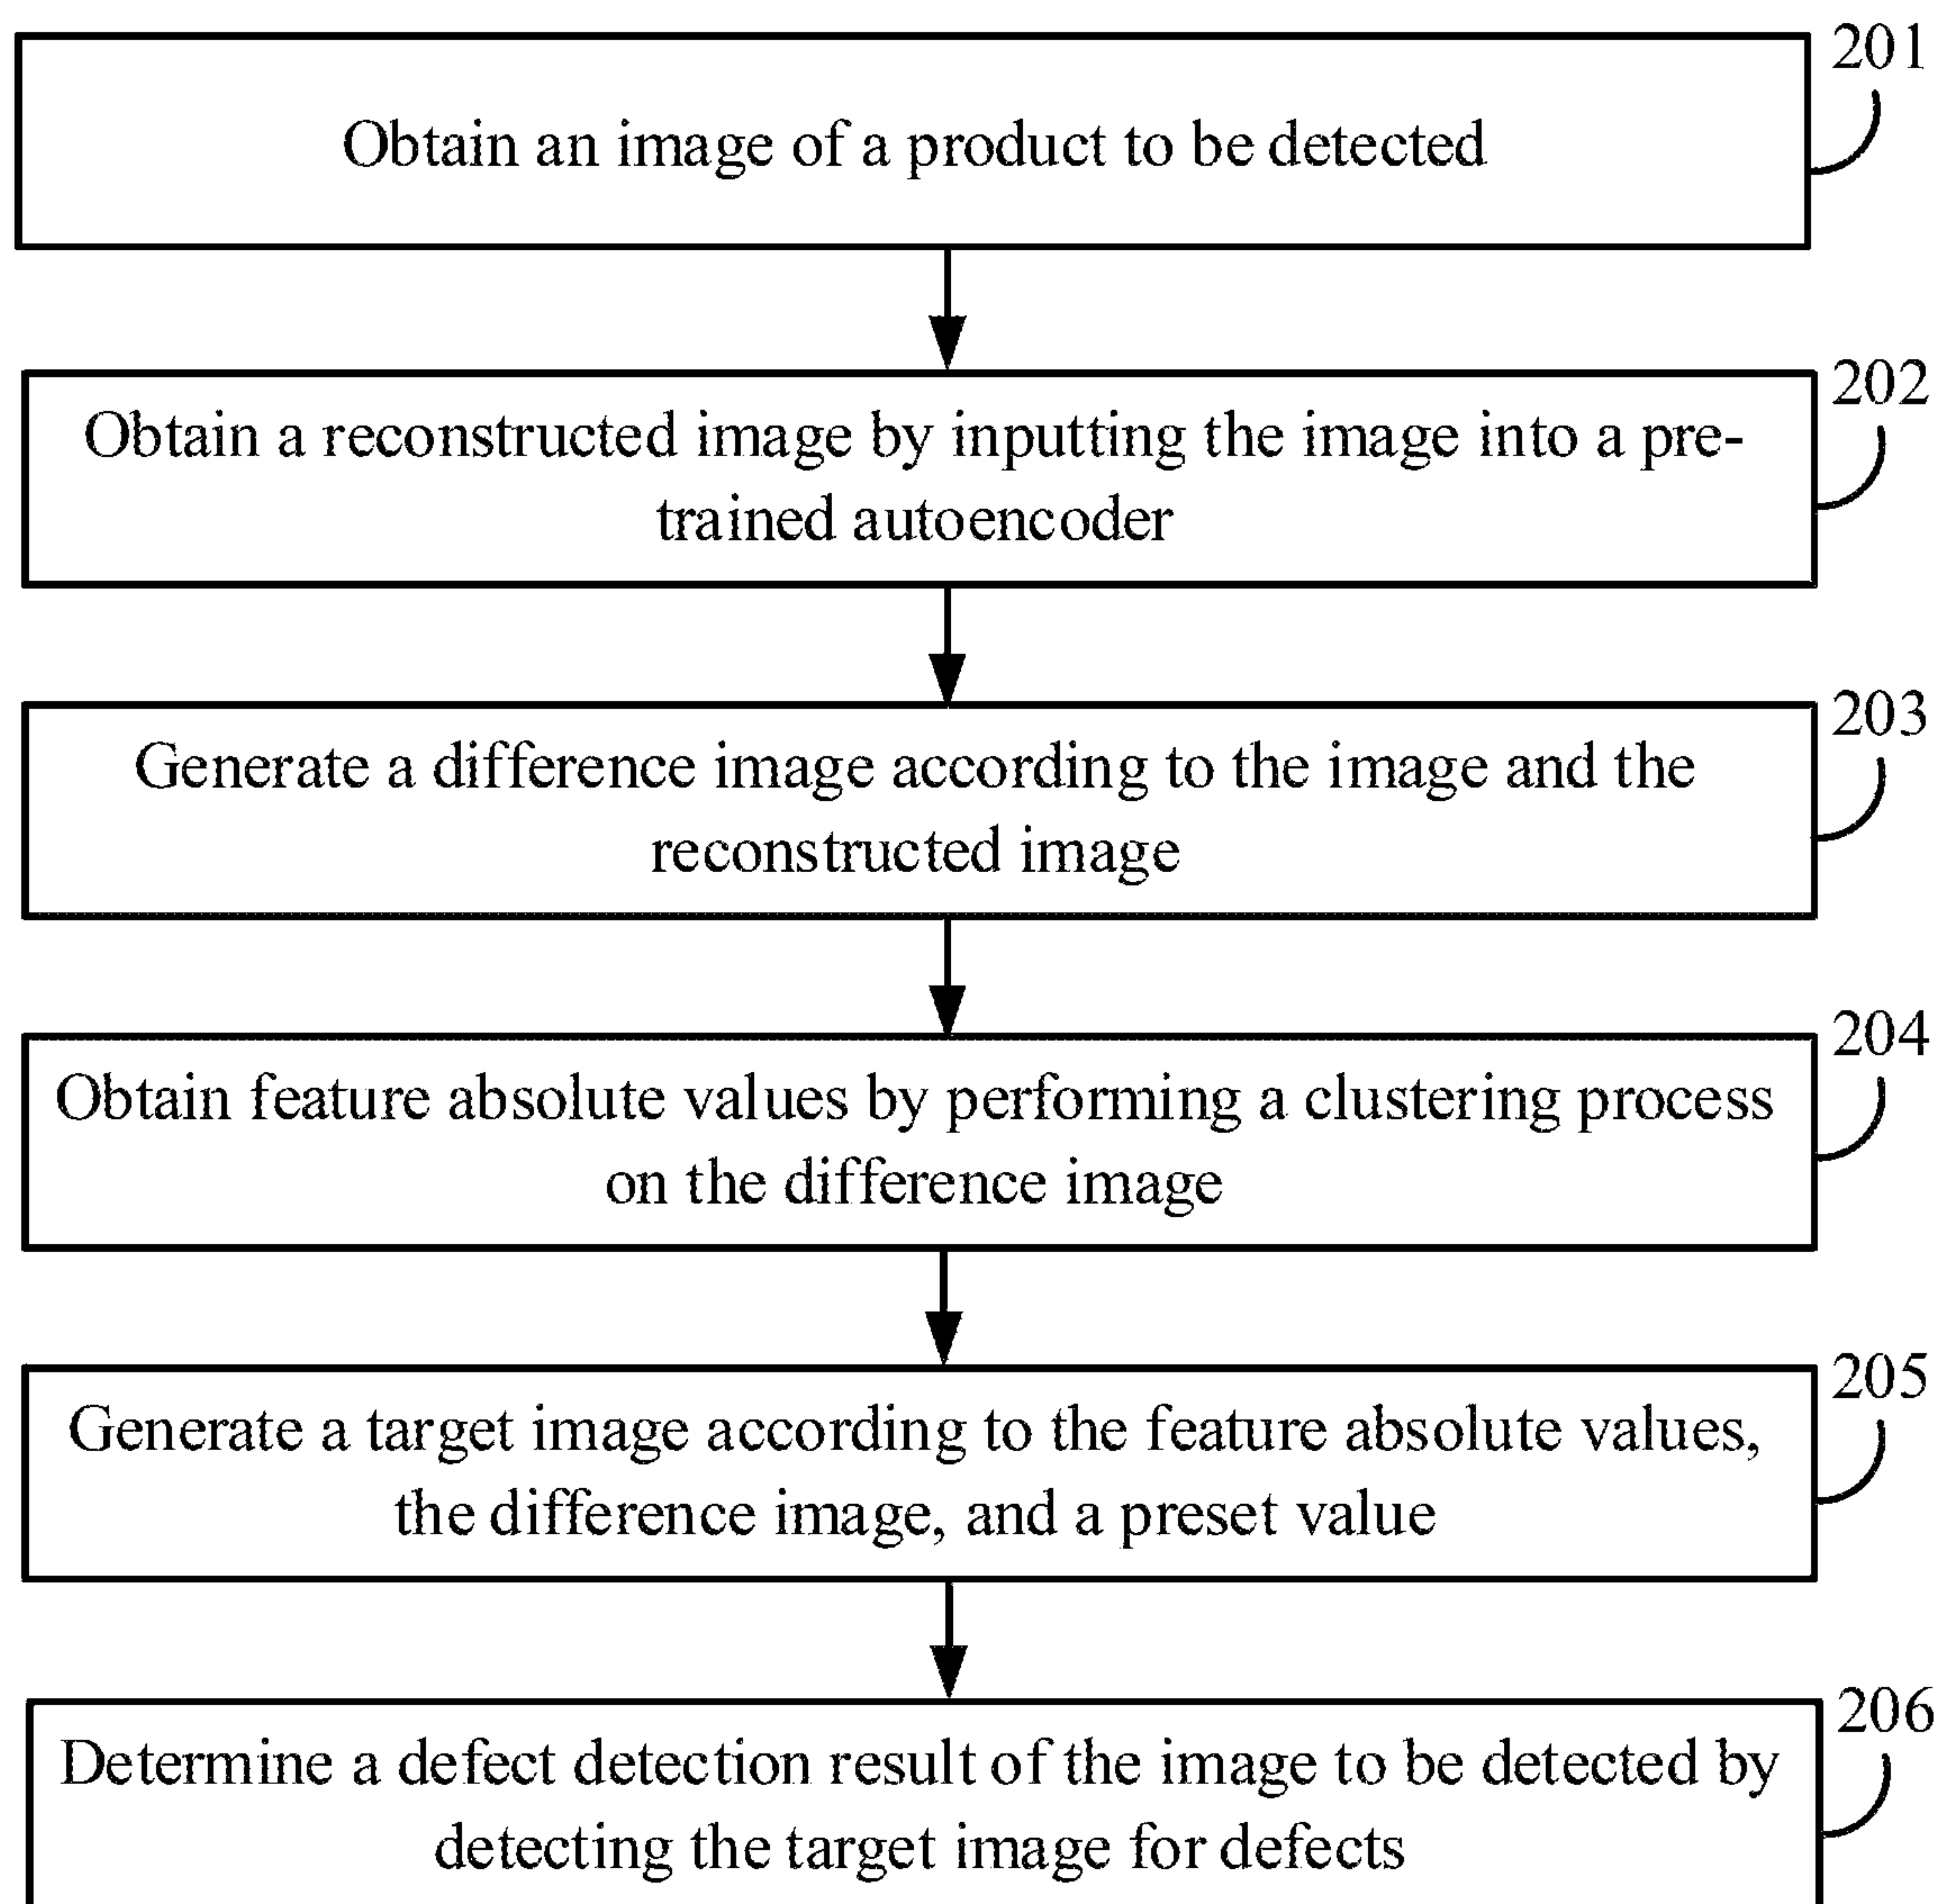 201
Obtain an image of a product to be detected
202
Obtain a reconstructed image by inputting the image into a pre-
trained autoencoder
203
Generate a difference image according to the image and the
reconstructed image
204
Obtain feature absolute values by performing a clustering process
on the difference image
205
Generate a target image according to the feature absolute values,
the difference image, and a preset value
206
Determine a defect detection result of the image to be detected by
detecting the target image for defects